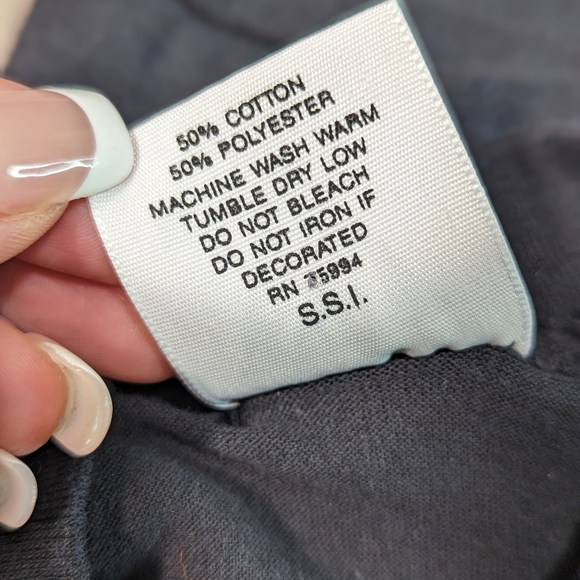 50% COTTON
50% POLYESTER
MACHINE WASH WARM
TUMBLE DRY LOW
DO NOT BLEACH
DO NOT IRON IF
DECORATED
RN
S.S.I.